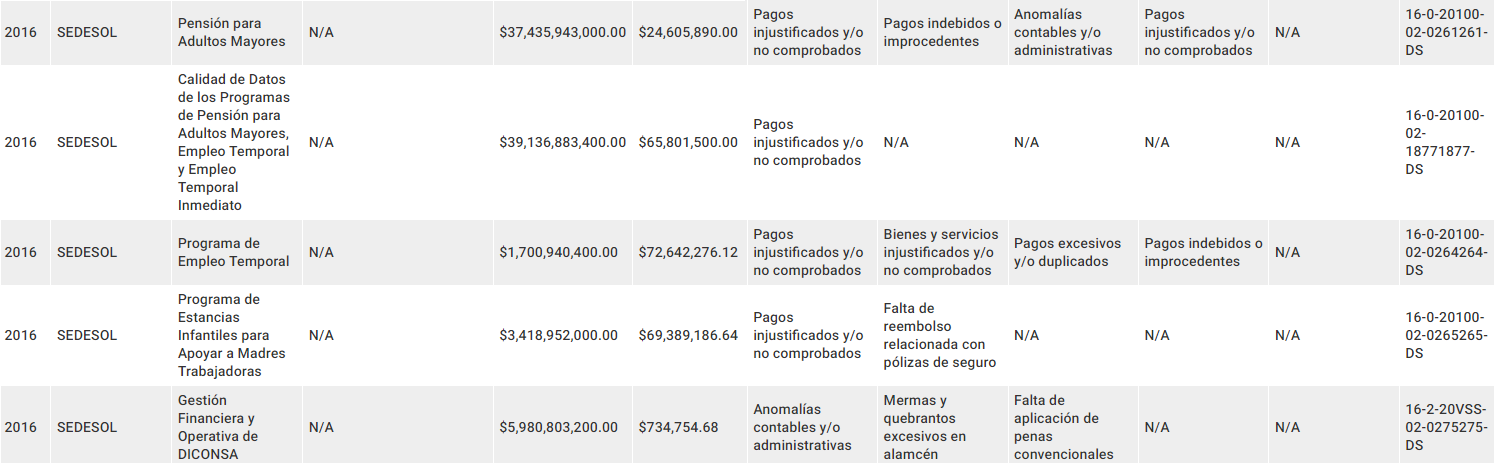 2016
SEDESOL
Pensión para
Adultos Mayores
N/A
$37,435,943,000.00
$24,605,890.00
Pagos
injustificados y/o
no comprobados
Pagos indebidos o
improcedentes
Anomalías
contables y/o
administrativas
Pagos
injustificados y/o
no comprobados
N/A
16-0-20100-
02-0261261-
DS
2016
SEDESOL
Calidad de Datos
de los Programas
de Pensión para
Adultos Mayores,
Empleo Temporal
y Empleo
Temporal
Inmediato
N/A
$39,136,883,400.00
$65,801,500.00
Pagos
injustificados y/o
no comprobados
N/A
N/A
N/A
N/A
16-0-20100-
02-
18771877-
DS
2016
SEDESOL
Programa de
Empleo Temporal
N/A
$1,700,940,400.00
$72,642,276.12
Pagos
injustificados y/o
no comprobados
Bienes y servicios
injustificados y/o
no comprobados
Pagos excesivos
y/o duplicados
Pagos indebidos o
improcedentes
N/A
16-0-20100-
02-0264264-
DS
2016
SEDESOL
Programa de
Estancias
Infantiles para
Apoyar a Madres
Trabajadoras
N/A
$3,418,952,000.00
$69,389,186.64
Pagos
injustificados y/o
no comprobados
Falta de
reembolso
relacionada con
pólizas de seguro
N/A
N/A
N/A
16-0-20100-
02-0265265-
DS
2016
SEDESOL
Gestión
Financiera y
Operativa de
DICONSA
N/A
$5,980,803,200.00
$734,754.68
Anomalías
contables y/o
administrativas
Mermas y
quebrantos
excesivos en
alamcén
Falta de
aplicación de
penas
convencionales
N/A
N/A
16-2-20VSS-
02-0275275-
DS